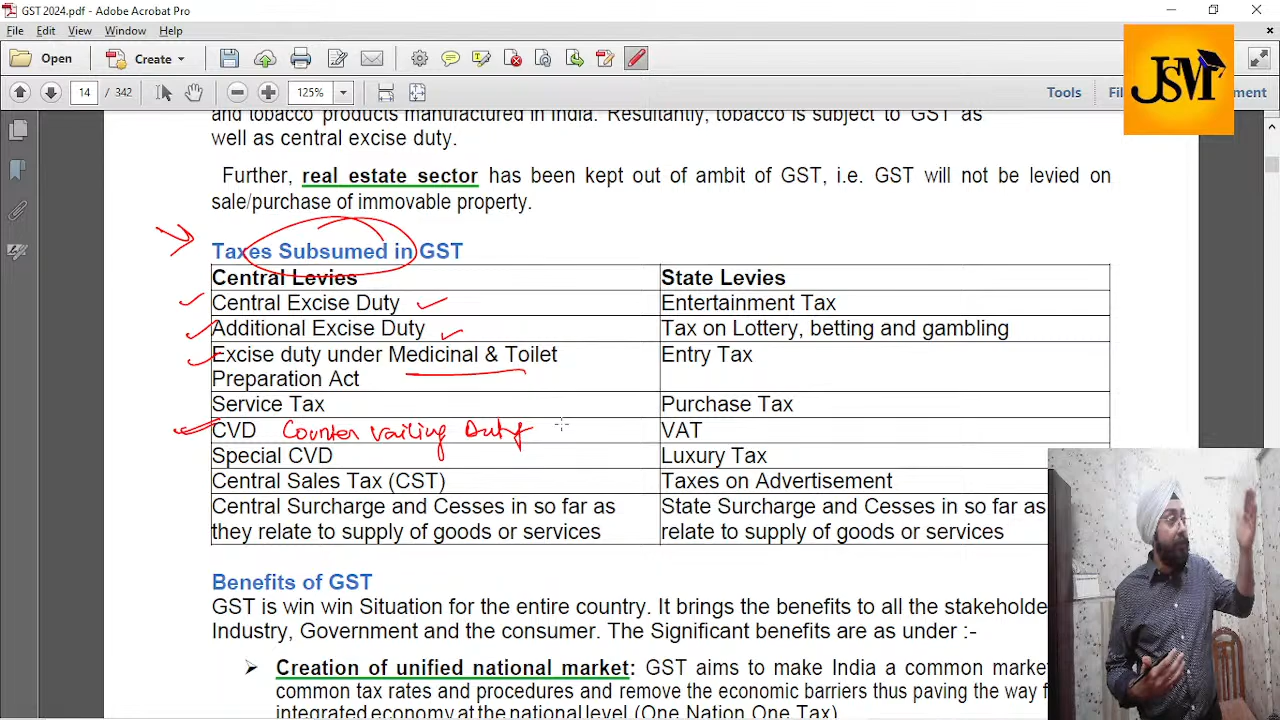 GST 2024.pdf - Adobe Acrobat Pro
File Edit View Window Help
Open Create
14 / 342 125% Tools
JSM
and tobacco products manufactured in India. Resultantly, tobacco is subject to GST as
well as central excise duty.
Further, real estate sector has been kept out of ambit of GST, i.e. GST will not be levied on
sale/purchase of immovable property.
Taxes Subsumed in GST
Central Levies State Levies
Central Excise Duty Entertainment Tax
Additional Excise Duty Tax on Lottery, betting and gambling
Excise duty under Medicinal & Toilet Entry Tax
Preparation Act
Service Tax Purchase Tax
CVD Counter vailing Duty VAT
Special CVD Luxury Tax
Central Sales Tax (CST) Taxes on Advertisement
Central Surcharge and Cesses in so far as State Surcharge and Cesses in so far as
they relate to supply of goods or services relate to supply of goods or services
Benefits of GST
GST is win win Situation for the entire country. It brings the benefits to all the
Industry, Government and the consumer. The Significant benefits are as under :-
Creation of unified national market: GST aims to make India a common market
common tax rates and procedures and remove the economic barriers thus paving the way
integrated economy at the national level (One Nation One Tax)